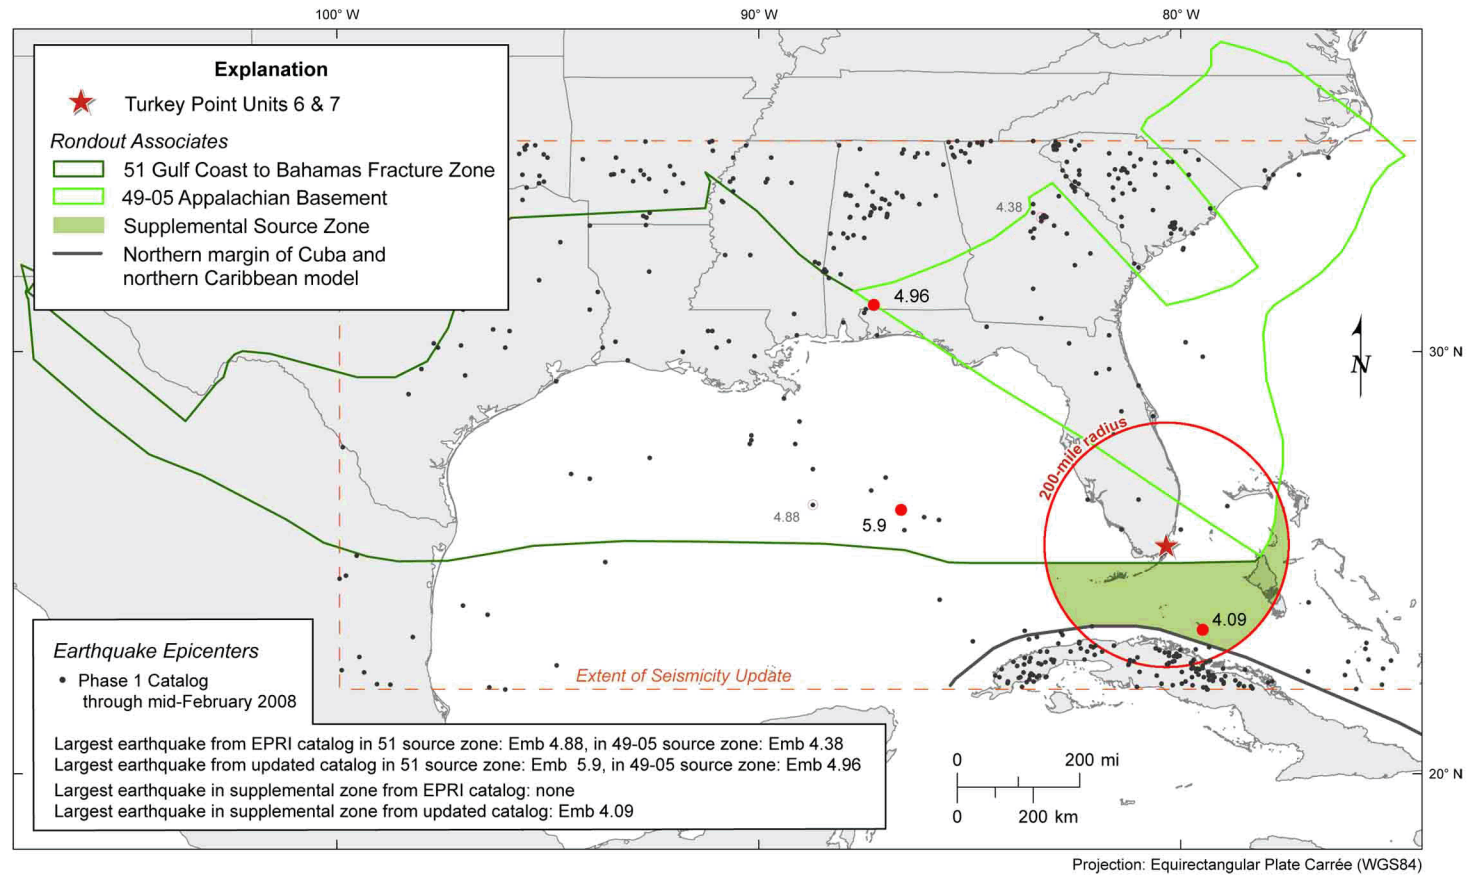 100° W
90° W
80° W
Explanation
Turkey Point Units 6 & 7
Rondout Associates
51 Gulf Coast to Bahamas Fracture Zone
49-05 Appalachian Basement
Supplemental Source Zone
Northern margin of Cuba and
northern Caribbean model
4.38
4.96
30° N
N
200-mile radius
4.88
5.9
4.09
Extent of Seismicity Update
Earthquake Epicenters
Phase 1 Catalog
through mid-February 2008
Largest earthquake from EPRI catalog in 51 source zone: Emb 4.88, in 49-05 source zone: Emb 4.38
Largest earthquake from updated catalog in 51 source zone: Emb 5.9, in 49-05 source zone: Emb 4.96
Largest earthquake in supplemental zone from EPRI catalog: none
Largest earthquake in supplemental zone from updated catalog: Emb 4.09
0 200 mi
0 200 km
20° N
Projection: Equirectangular Plate Carrée (WGS84)